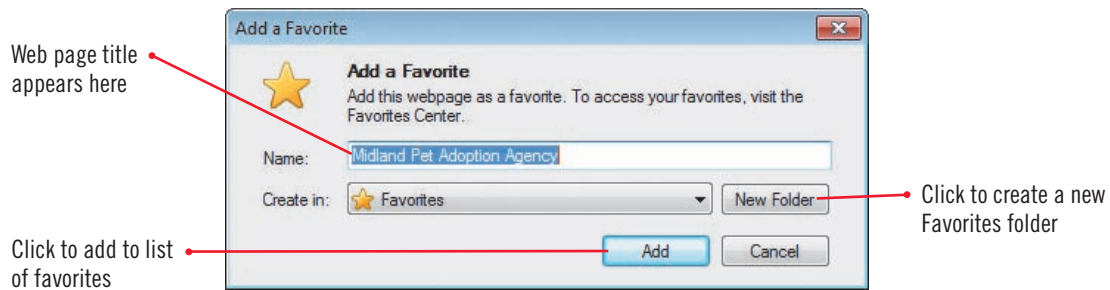 Add a Favorite
Web page title
appears here
Add a Favorite
Add this webpage as a favorite. To access your favorites, visit the
Favorites Center.
Name:
Midland Pet Adoption Agency
Create in:
Favorites
New Folder
Click to create a new
Favorites folder
Click to add to list
of favorites
Add
Cancel